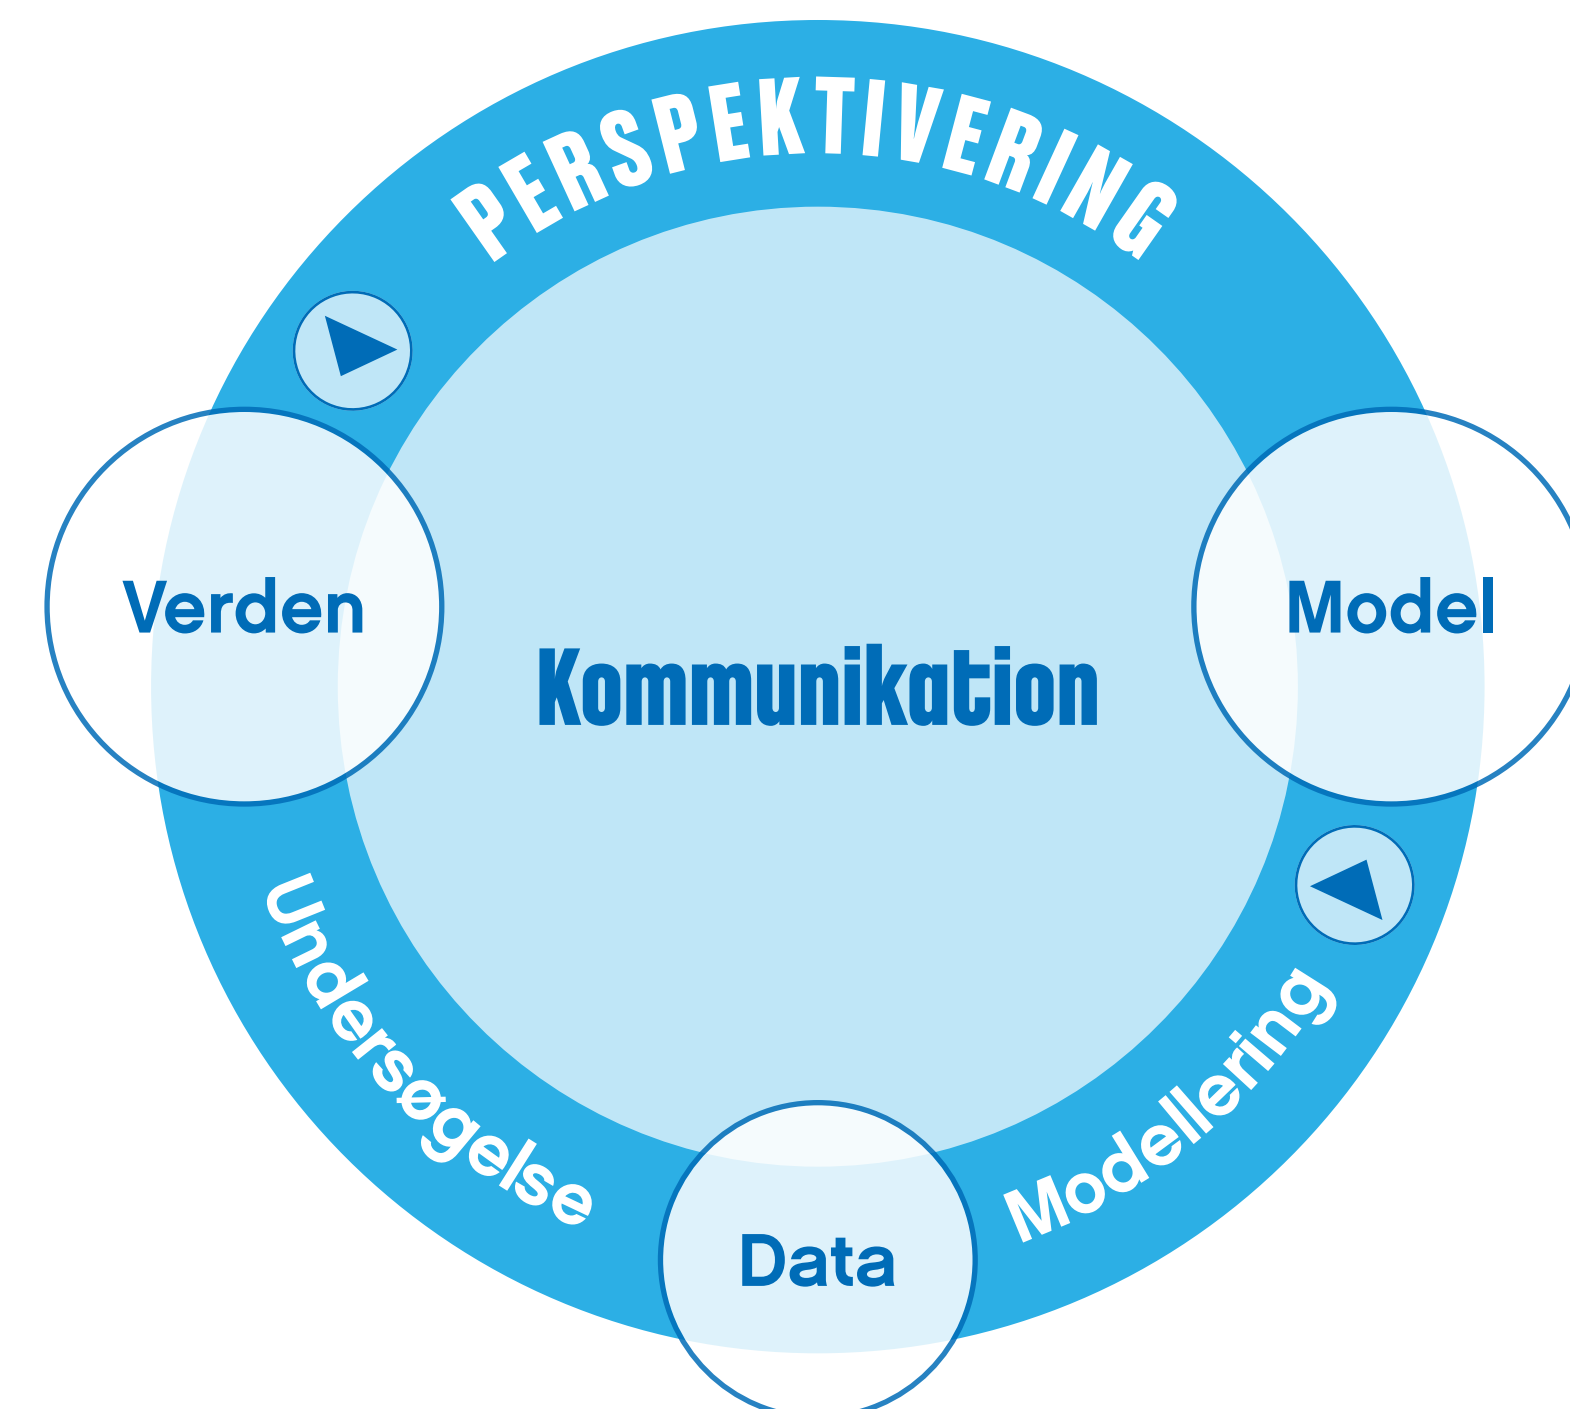 PERSPEKTIVERING
Verden
Model
Kommunikation
Undersøgelse
Modellering
Data